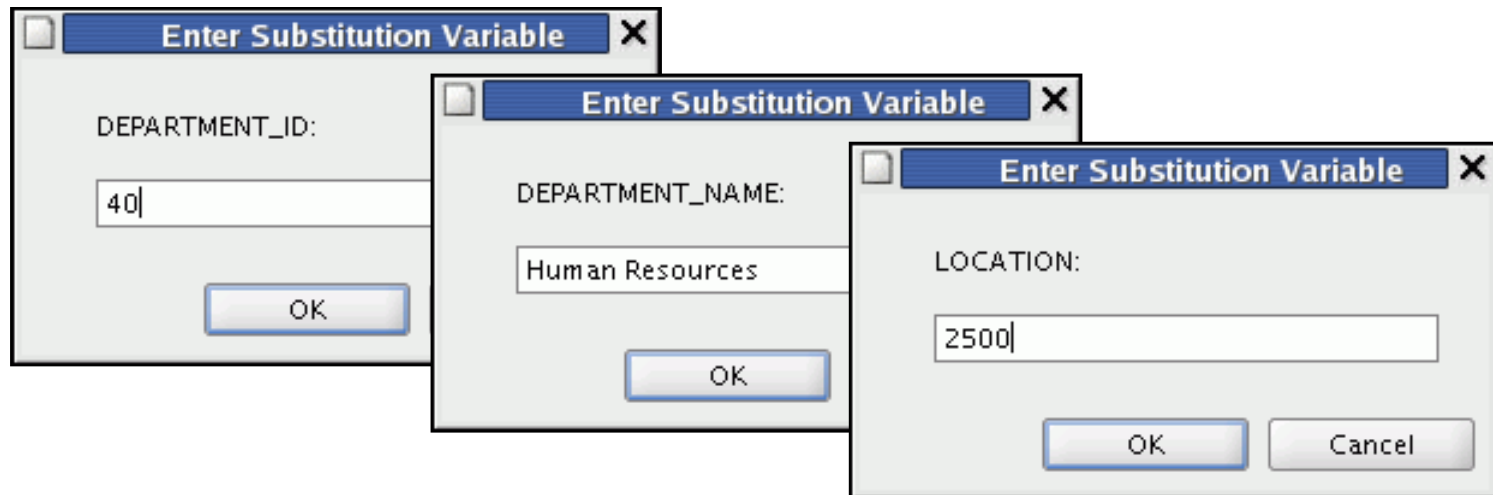 Enter Substitution Variable
DEPARTMENT_ID:
40
OK
Enter Substitution Variable
DEPARTMENT_NAME:
Human Resources
OK
Enter Substitution Variable
LOCATION:
2500
OK Cancel